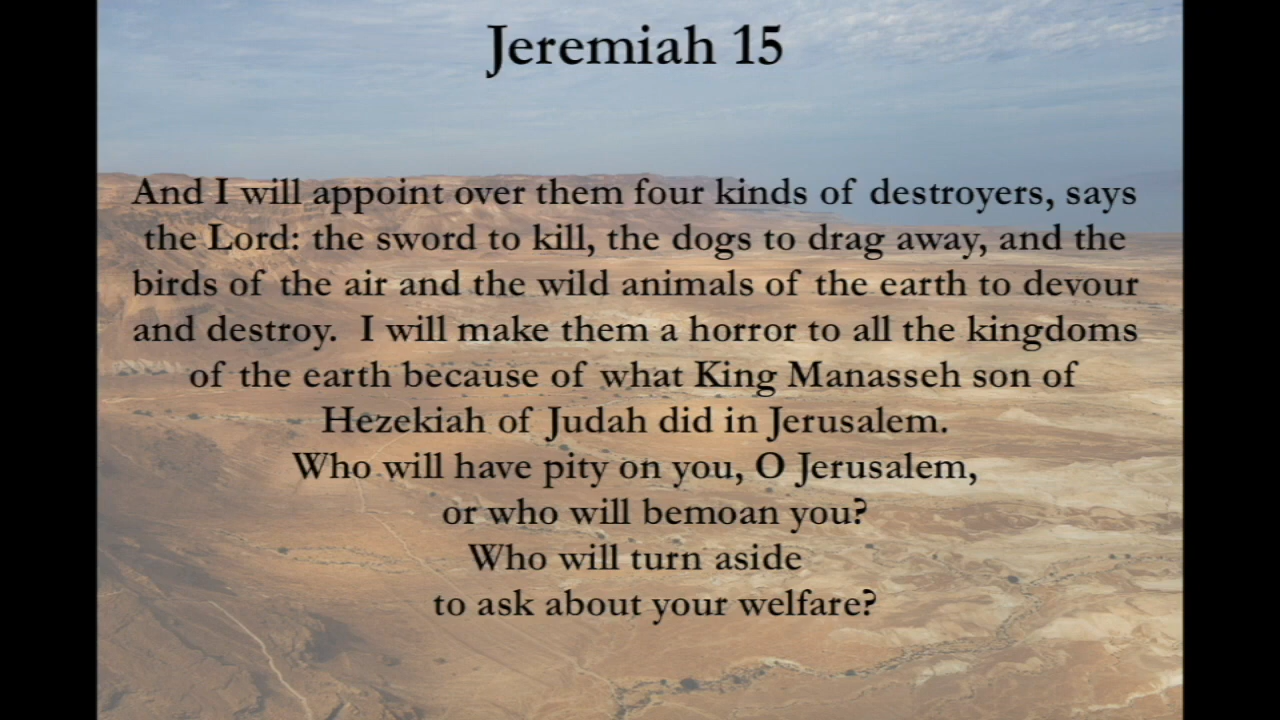 Jeremiah 15
And I will appoint over them four kinds of destroyers, says
the Lord: the sword to kill, the dogs to drag away, and the
birds of the air and the wild animals of the earth to devour
and destroy.  I will make them a horror to all the kingdoms
of the earth because of what King Manasseh son of
Hezekiah of Judah did in Jerusalem.
Who will have pity on you, O Jerusalem,
or who will bemoan you?
Who will turn aside
to ask about your welfare?